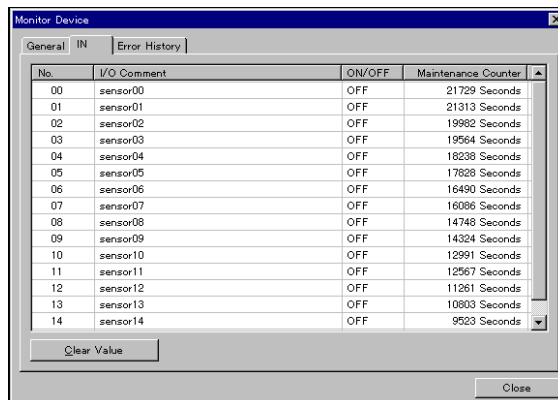 Monitor Device
General IN Error History
No. I/O Comment ON/OFF Maintenance Counter
00 sensor00 OFF 21729 Seconds
01 sensor01 OFF 21313 Seconds
02 sensor02 OFF 19982 Seconds
03 sensor03 OFF 19564 Seconds
04 sensor04 OFF 18238 Seconds
05 sensor05 OFF 17828 Seconds
06 sensor06 OFF 16490 Seconds
07 sensor07 OFF 16086 Seconds
08 sensor08 OFF 14748 Seconds
09 sensor09 OFF 14324 Seconds
10 sensor10 OFF 12991 Seconds
11 sensor11 OFF 12567 Seconds
12 sensor12 OFF 11261 Seconds
13 sensor13 OFF 10803 Seconds
14 sensor14 OFF 9523 Seconds
Clear Value
Close